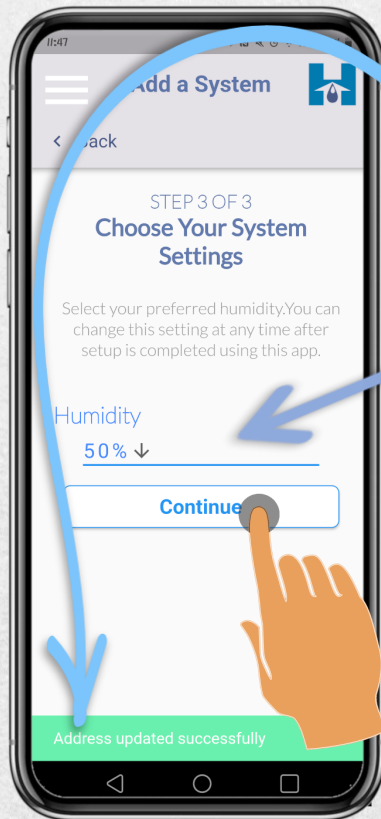 11:47
Add a System
Back
STEP 3 OF 3
Choose Your System
Settings
Select your preferred humidity.You can
change this setting at any time after
setup is completed using this app.
Humidity
50%
Continue
Address updated successfully